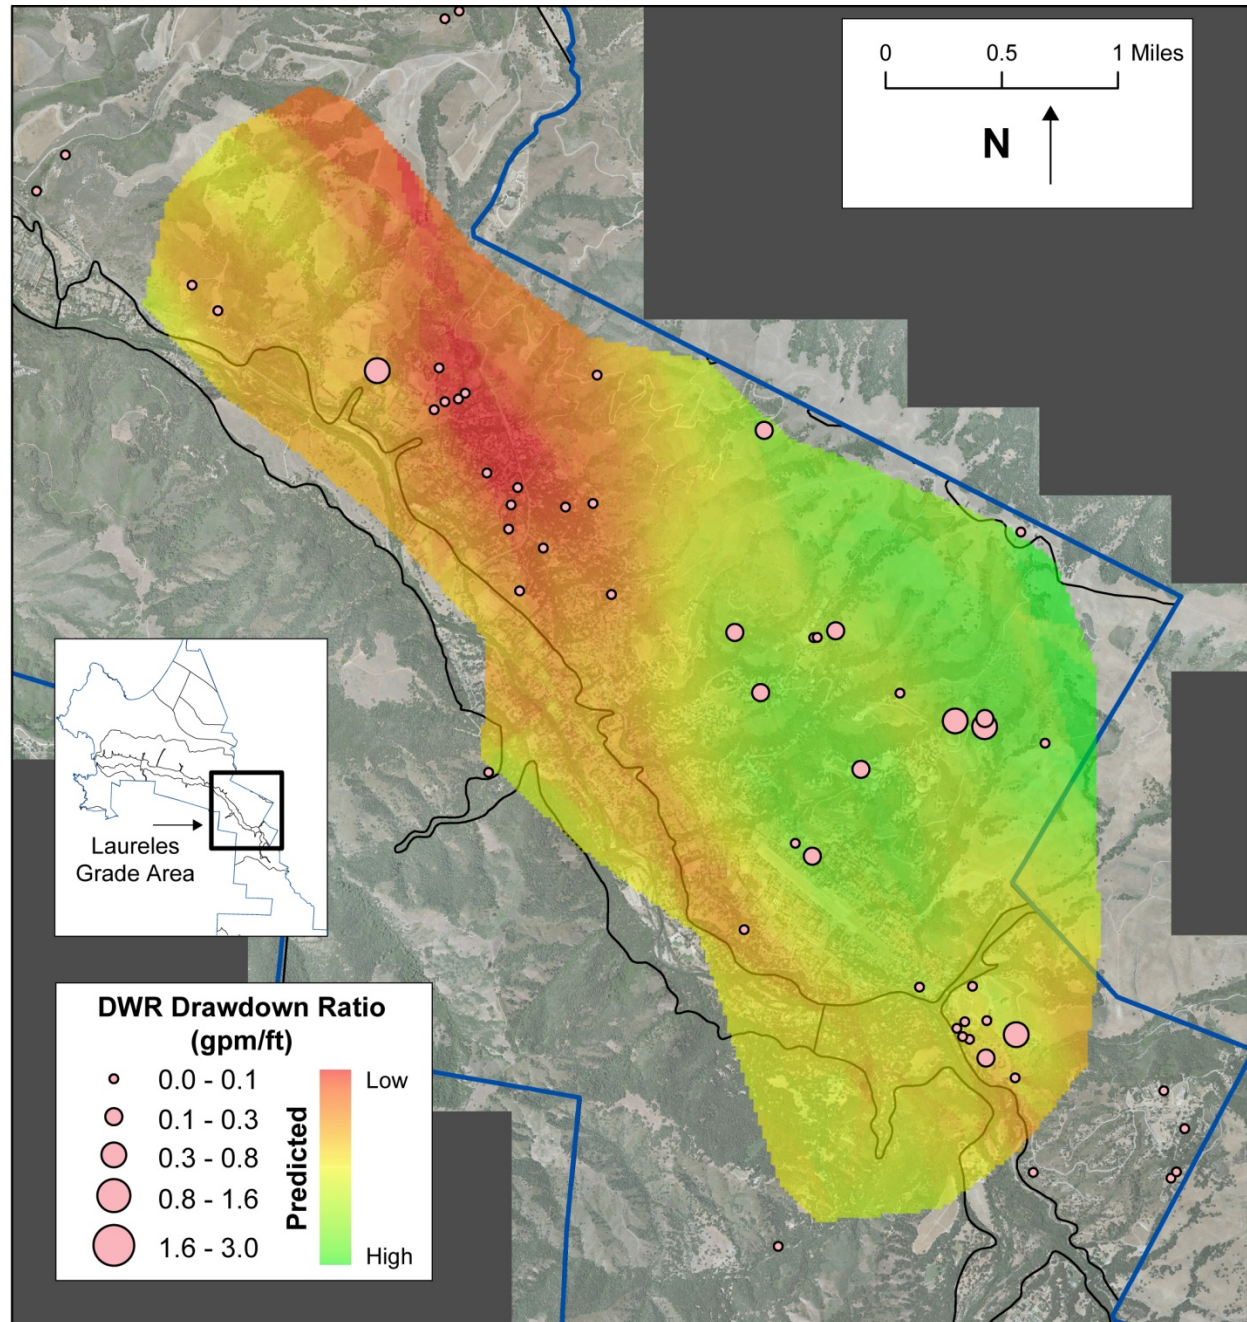 0 0.5 1 Miles
N
Laureles
Grade Area
DWR Drawdown Ratio
(gpm/ft)
0.0 - 0.1
0.1 - 0.3
0.3 - 0.8
0.8 - 1.6
1.6 - 3.0
Predicted
Low
High